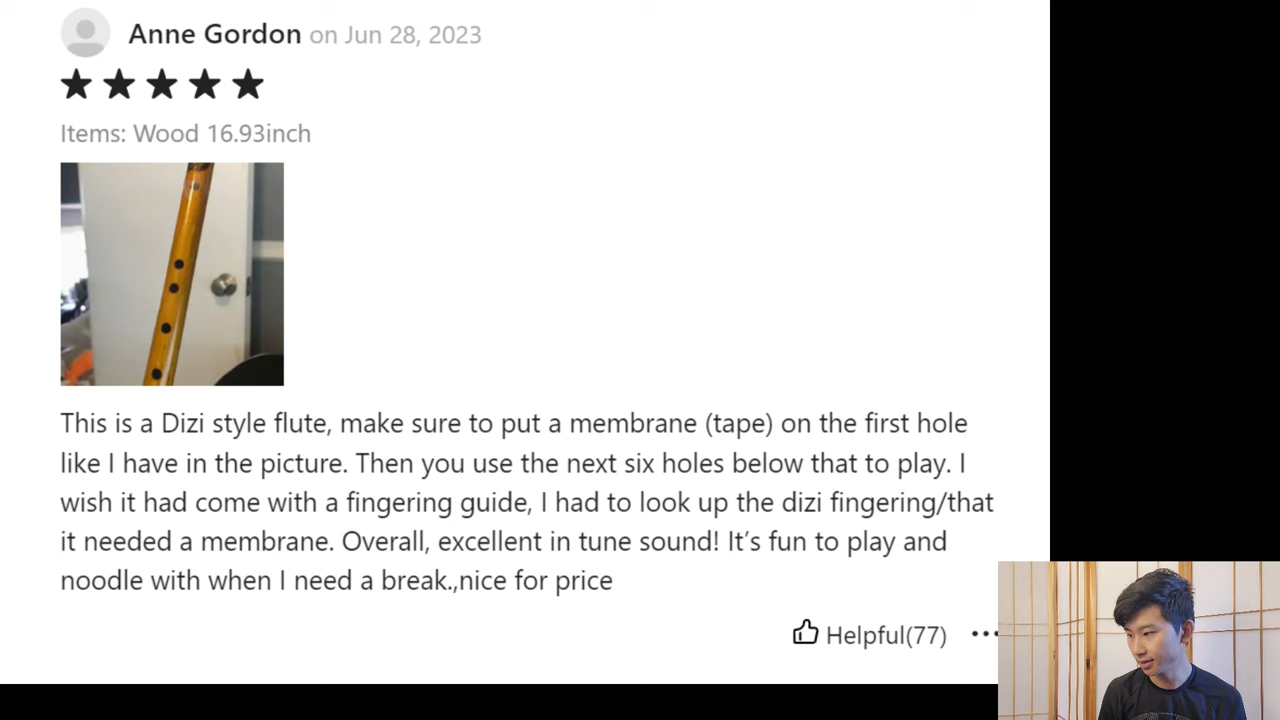 Anne Gordon on Jun 28, 2023
Items: Wood 16.93inch
This is a Dizi style flute, make sure to put a membrane (tape) on the first hole
like I have in the picture. Then you use the next six holes below that to play. I
wish it had come with a fingering guide, I had to look up the dizi fingering/that
it needed a membrane. Overall, excellent in tune sound! It’s fun to play and
noodle with when I need a break.,nice for price
Helpful(77)